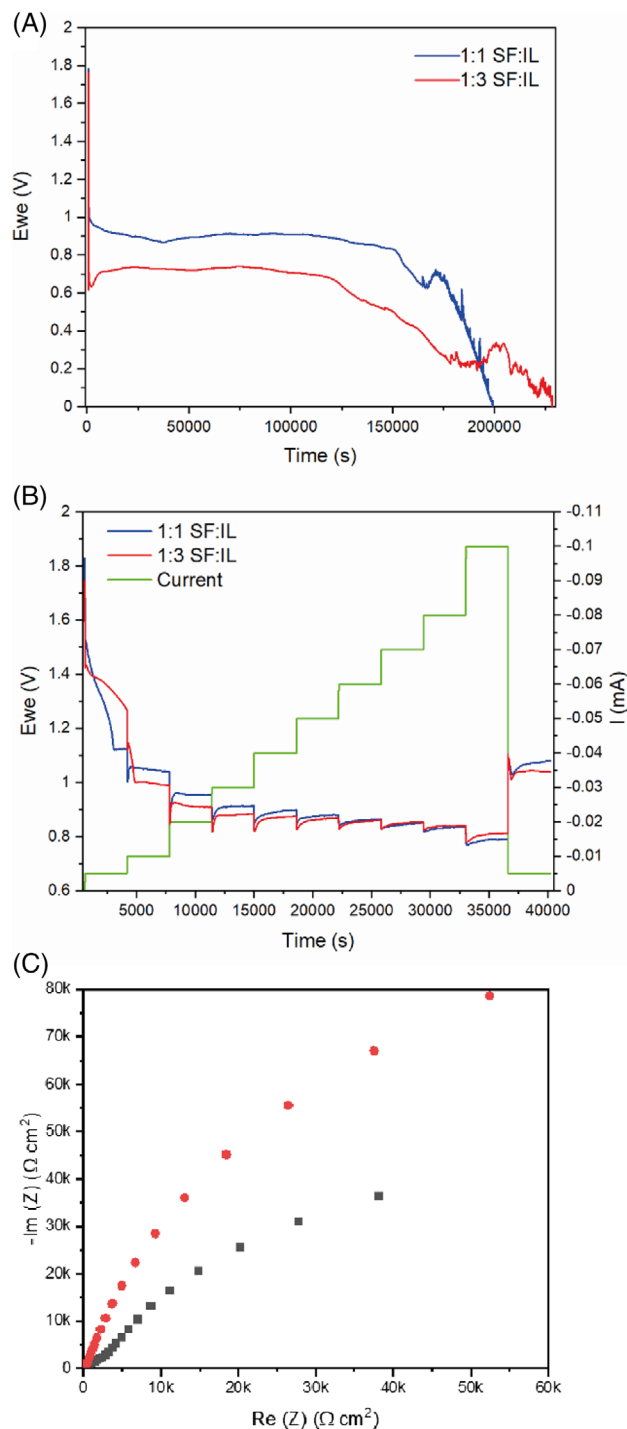 (A)
2
1.8
1.6
1.4
1.2
1
0.8
0.6
0.4
0.2
0
Ewe (V)
1:1 SF:IL
1:3 SF:IL
0
50000
100000
150000
200000
Time (s)
(B)
2
1.8
1.6
1.4
1.2
1
0.8
0.6
Ewe (V)
1:1 SF:IL
1:3 SF:IL
Current
-0.11
-0.1
-0.09
-0.08
-0.07
-0.06
-0.05
-0.04
-0.03
-0.02
-0.01
0
I (mA)
5000
10000
15000
20000
25000
30000
35000
40000
Time (s)
(C)
80k
70k
60k
50k
40k
30k
20k
10k
0
-Im (Z) (Ω cm²)
0
10k
20k
30k
40k
50k
60k
Re (Z) (Ω cm²)